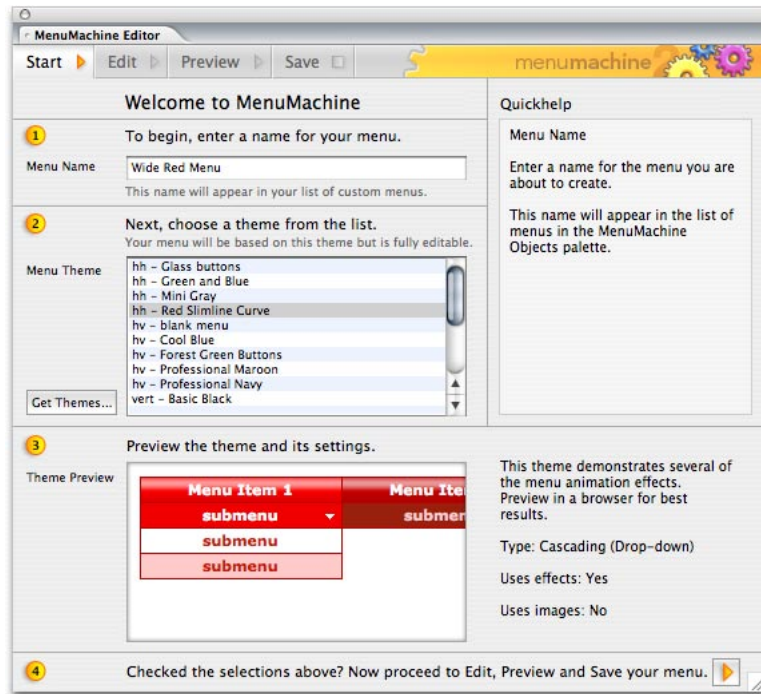 MenuMachine Editor
Start Edit Preview Save menumachine 2
Welcome to MenuMachine
Quickhelp
1 To begin, enter a name for your menu.
Menu Name Wide Red Menu
This name will appear in your list of custom menus.
Menu Name
Enter a name for the menu you are
about to create.
This name will appear in the list of
menus in the MenuMachine
Objects palette.
2 Next, choose a theme from the list.
Your menu will be based on this theme but is fully editable.
Menu Theme
hh – Glass buttons
hh – Green and Blue
hh – Mini Gray
hh – Red Slimline Curve
hv – blank menu
hv – Cool Blue
hv – Forest Green Buttons
hv – Professional Maroon
hv – Professional Navy
vert – Basic Black
Get Themes...
3 Preview the theme and its settings.
Theme Preview
Menu Item 1 Menu Ite
submenu submen
submenu
submenu
This theme demonstrates several of
the menu animation effects.
Preview in a browser for best
results.
Type: Cascading (Drop-down)
Uses effects: Yes
Uses images: No
4 Checked the selections above? Now proceed to Edit, Preview and Save your menu.